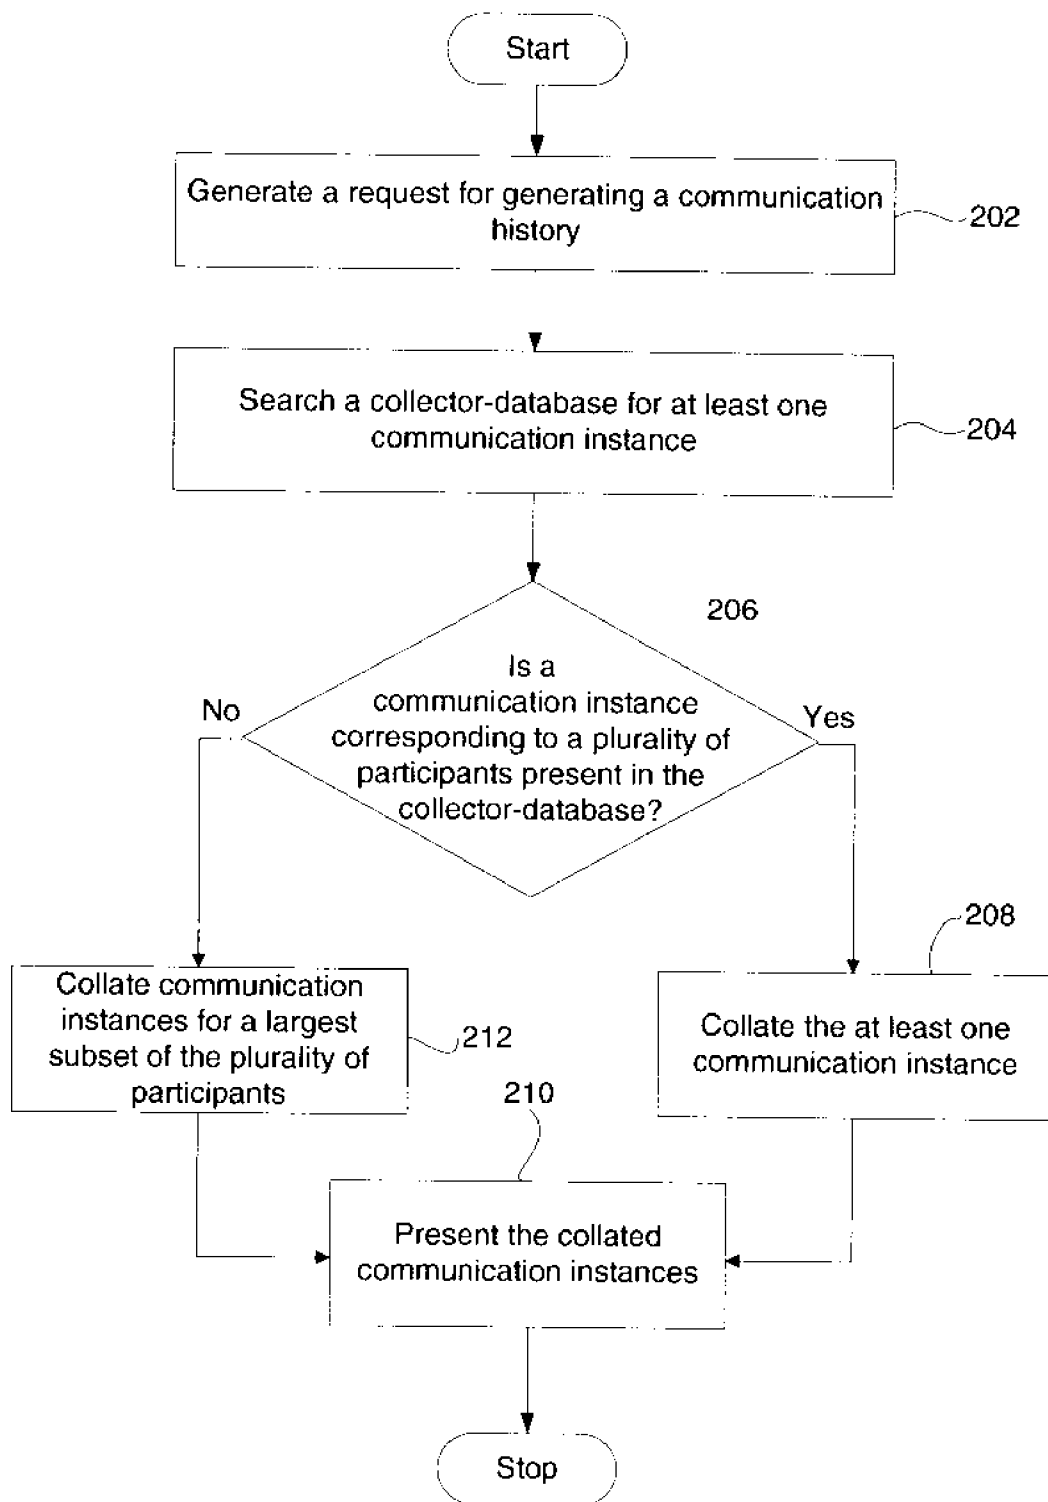 Start
Generate a request for generating a communication
history
202
Search a collector-database for at least one
communication instance
204
206
Is a
communication instance
corresponding to a plurality of
participants present in the
collector-database?
No
Yes
208
Collate communication
instances for a largest
subset of the plurality of
participants
212
Collate the at least one
communication instance
210
Present the collated
communication instances
Stop